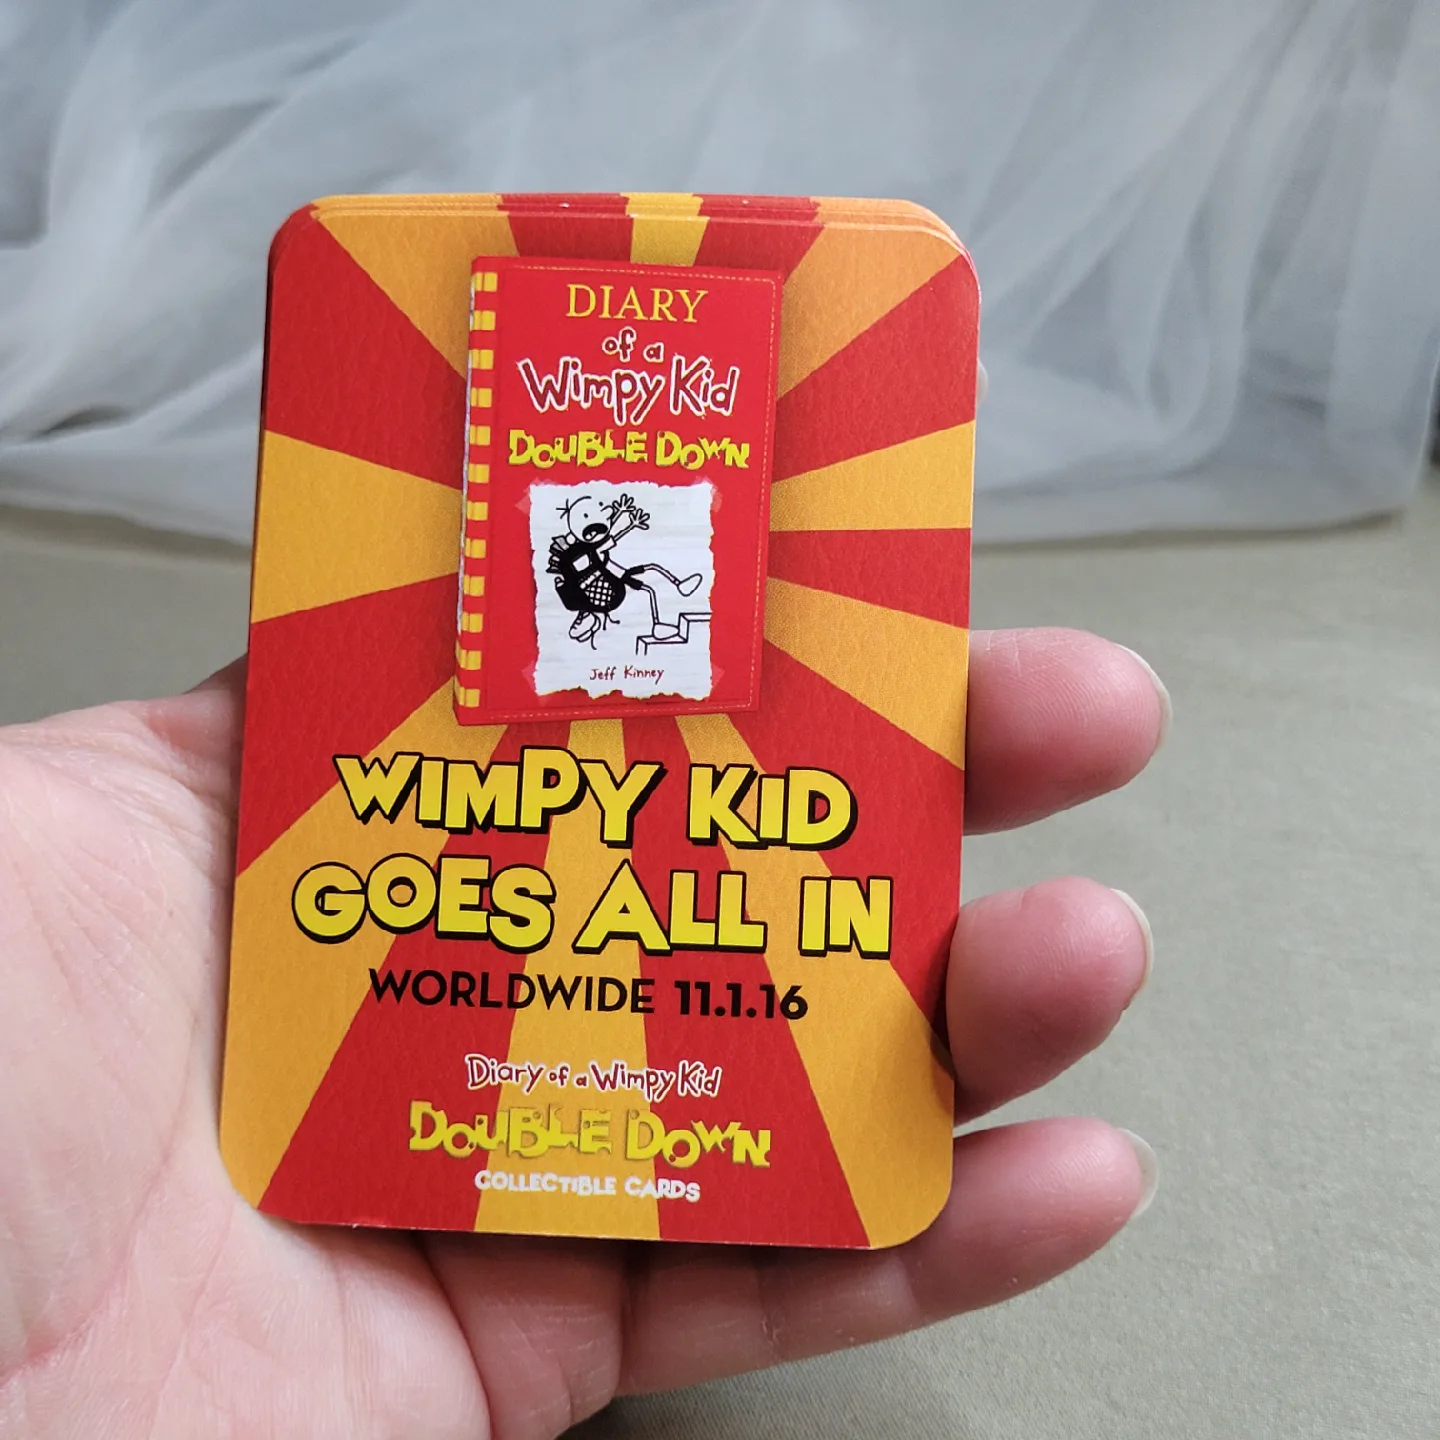 DIARY
of a
Wimpy Kid
DOUBLE DOWN
Jeff Kinney
WIMPY KID
GOES ALL IN
WORLDWIDE 11.1.16
Diary of a Wimpy Kid
DOUBLE DOWN
COLLECTIBLE CARDS